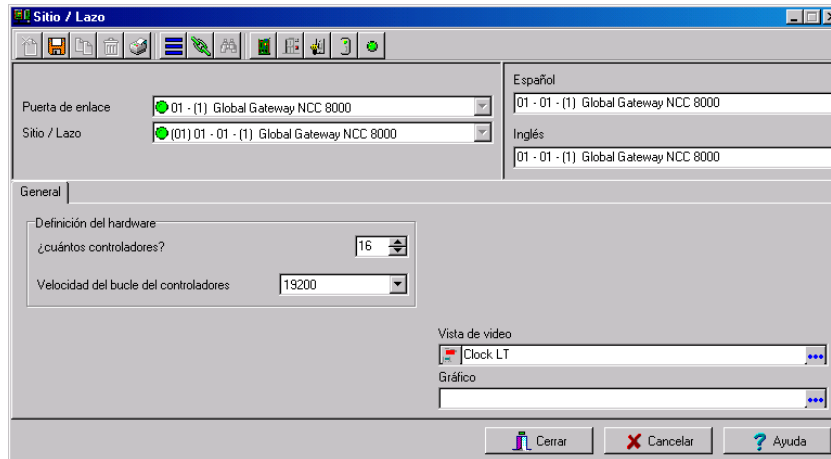 Sitio / Lazo
Español
Puerta de enlace 01 - (1) Global Gateway NCC 8000 01 - 01 - (1) Global Gateway NCC 8000
Sitio / Lazo (01) 01 - 01 - (1) Global Gateway NCC 8000
Inglés
01 - 01 - (1) Global Gateway NCC 8000
General
Definición del hardware
¿cuántos controladores? 16
Velocidad del bucle del controladores 19200
Vista de video
Clock LT
Gráfico
Cerrar Cancelar Ayuda